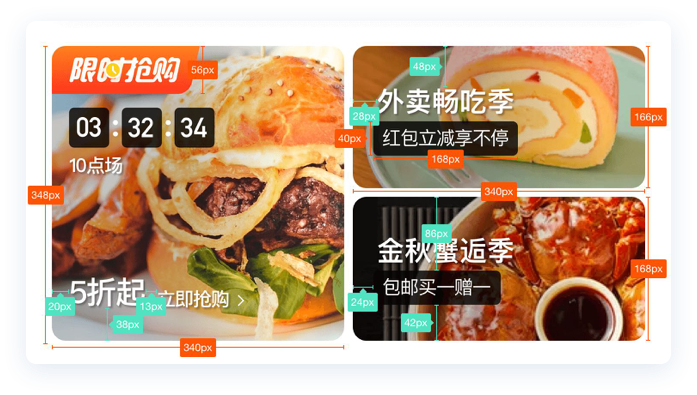 限时抢购
56px
03:32:34
10点场
348px
5折起
立即抢购 >
20px
13px
38px
340px
48px
外卖畅吃季
28px
166px
40px
红包立减享不停
168px
340px
86px
金秋蟹逅季
包邮买一赠一
168px
24px
42px